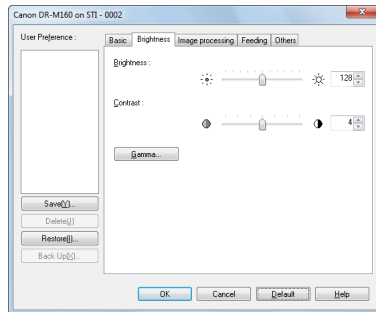 Canon DR-M160 on STI - 0002
User Preference :
Basic Brightness Image processing Feeding Others
Brightness :
128
Contrast :
4
Gamma...
Save(Y)...
Delete(J)
Restore(I)...
Back Up(K)...
OK Cancel Default Help